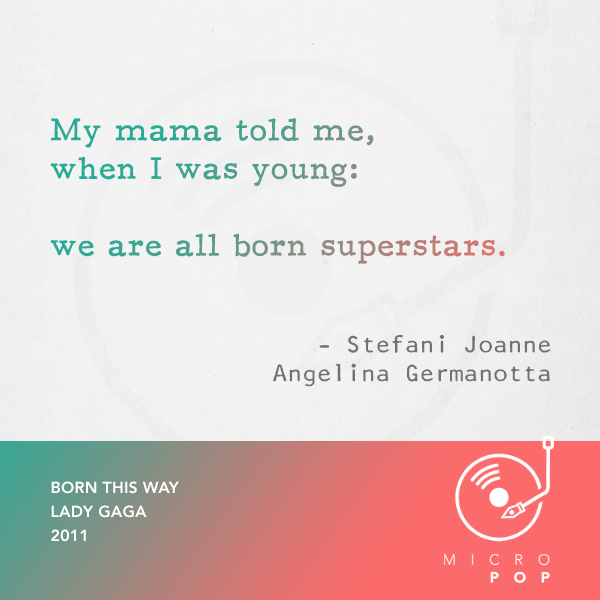 My mama told me,
when I was young:
we are all born superstars.
– Stefani Joanne
Angelina Germanotta
BORN THIS WAY
LADY GAGA
2011
MICRO
POP